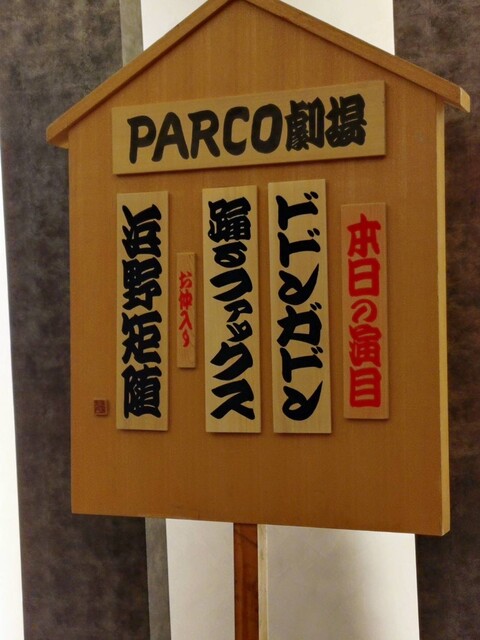 PARCO劇場
本日の演目
ドドンガドン
踊るファックス
お仲入り
浜野矩随